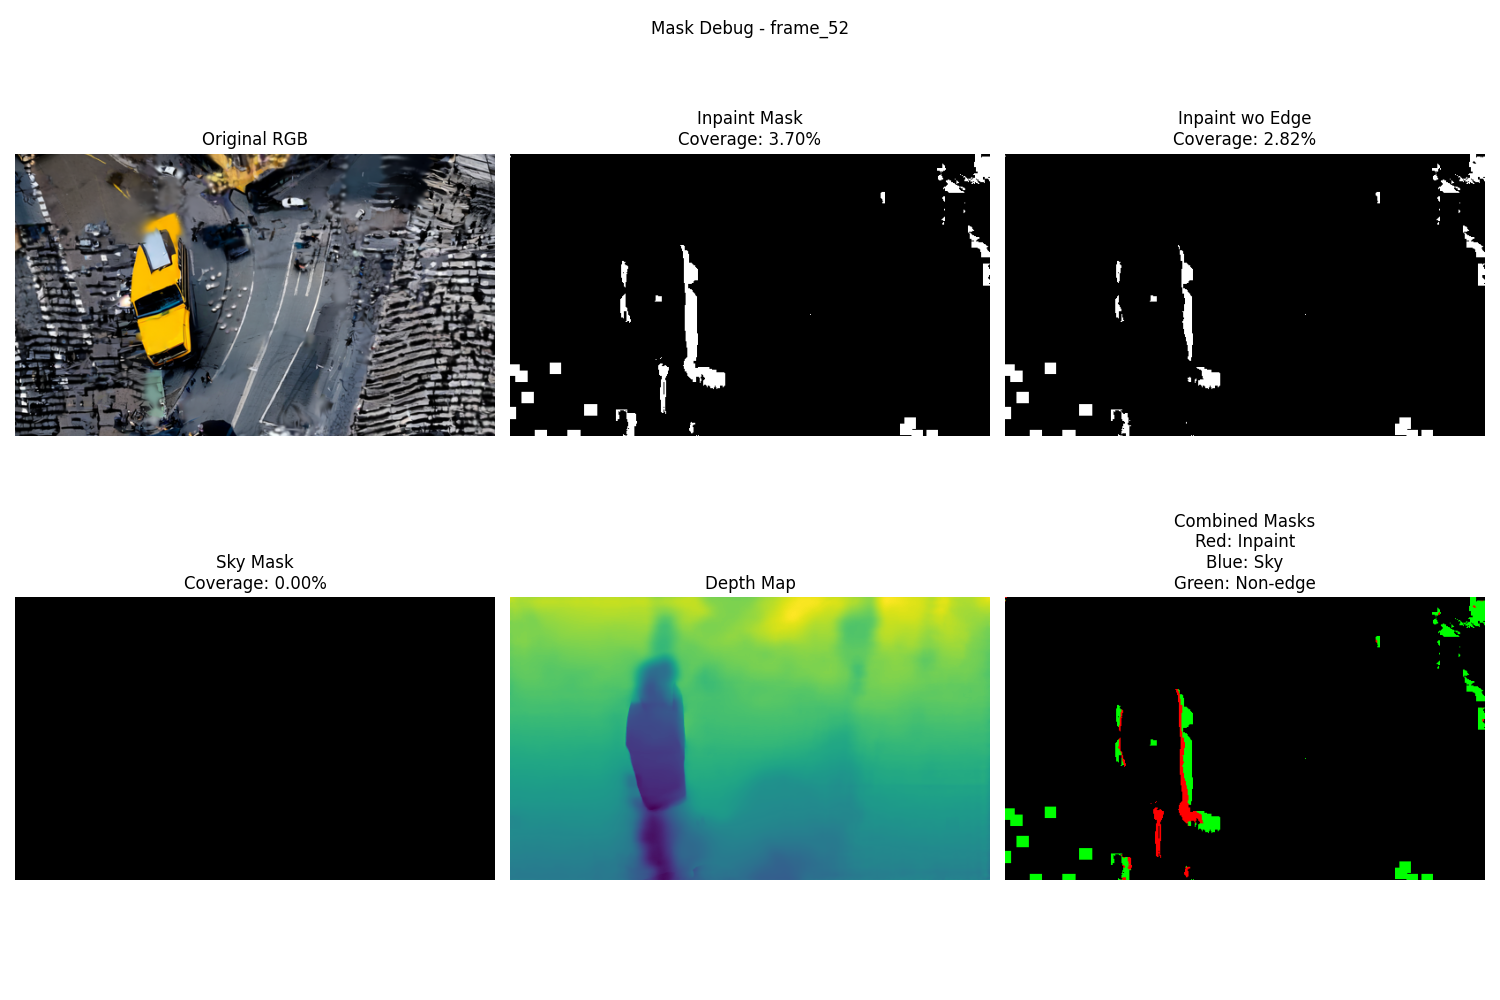 Mask Debug - frame_52
Original RGB
Inpaint Mask
Coverage: 3.70%
Inpaint wo Edge
Coverage: 2.82%
Sky Mask
Coverage: 0.00%
Depth Map
Combined Masks
Red: Inpaint
Blue: Sky
Green: Non-edge